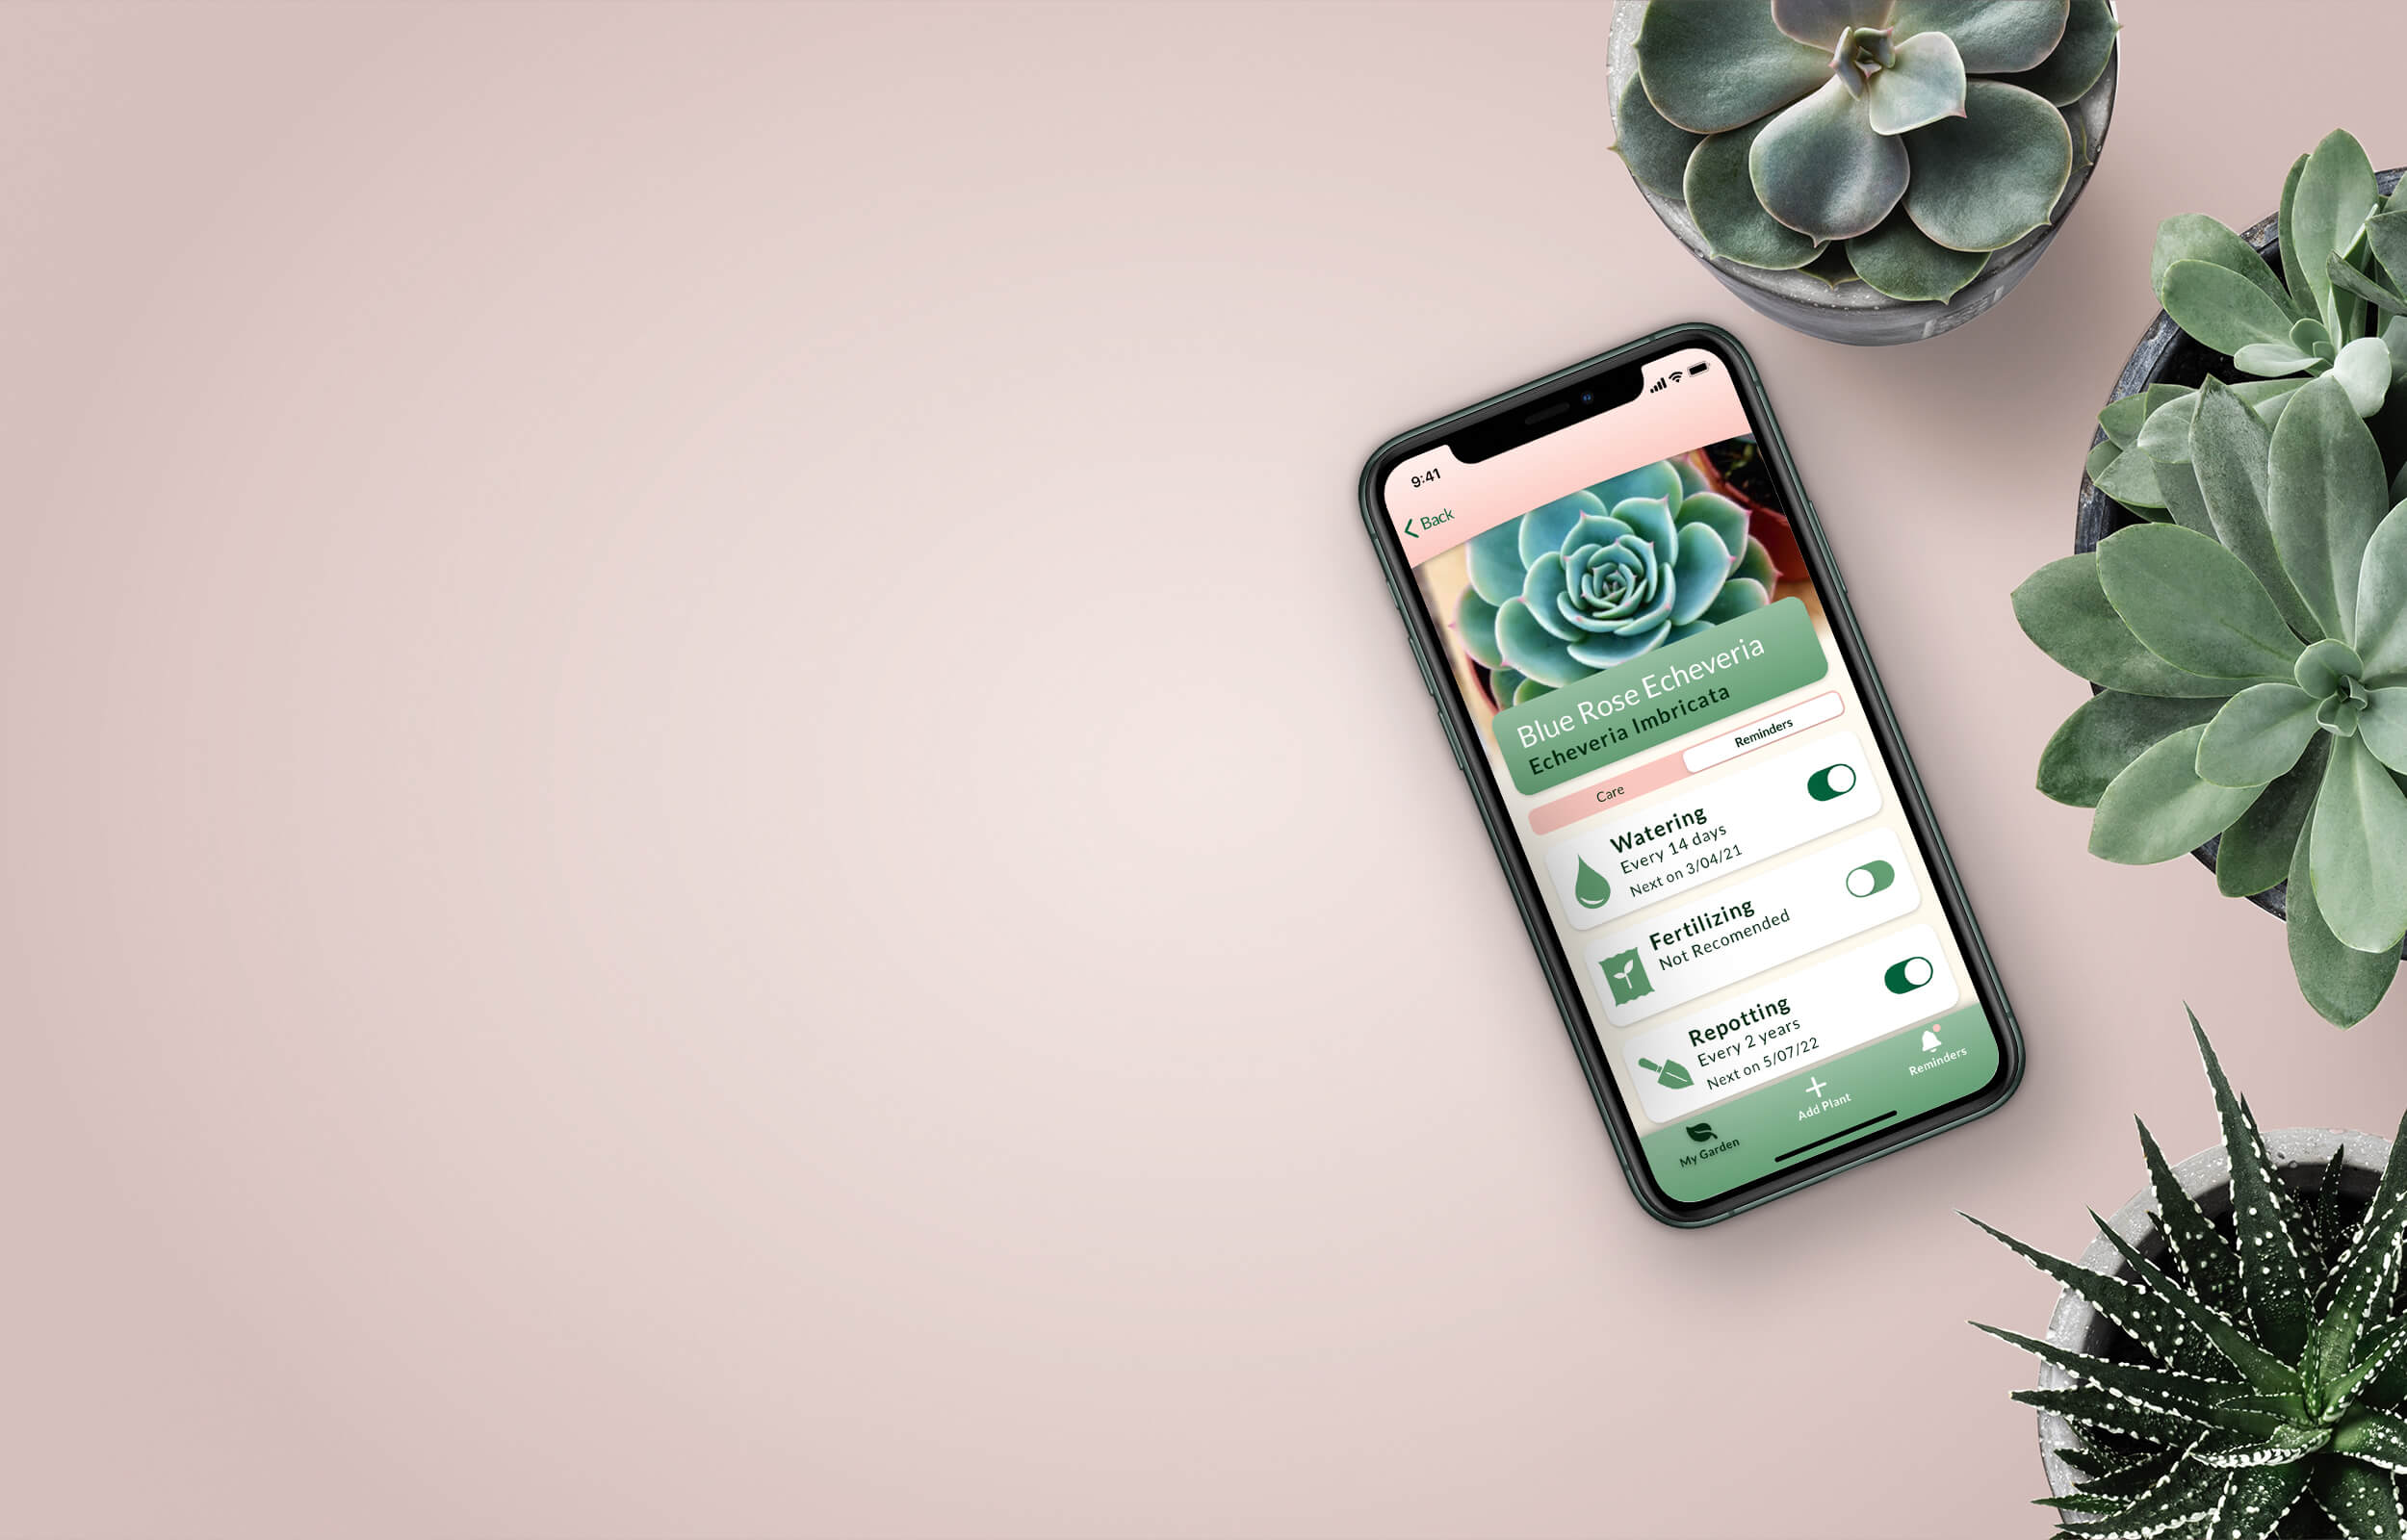 9:41
Back
Blue Rose Echeveria
Echeveria Imbricata
Care
Reminders
Watering
Every 14 days
Next on 3/04/21
Fertilizing
Not Recomended
Repotting
Every 2 years
Next on 5/07/22
My Garden
Add Plant
Reminders